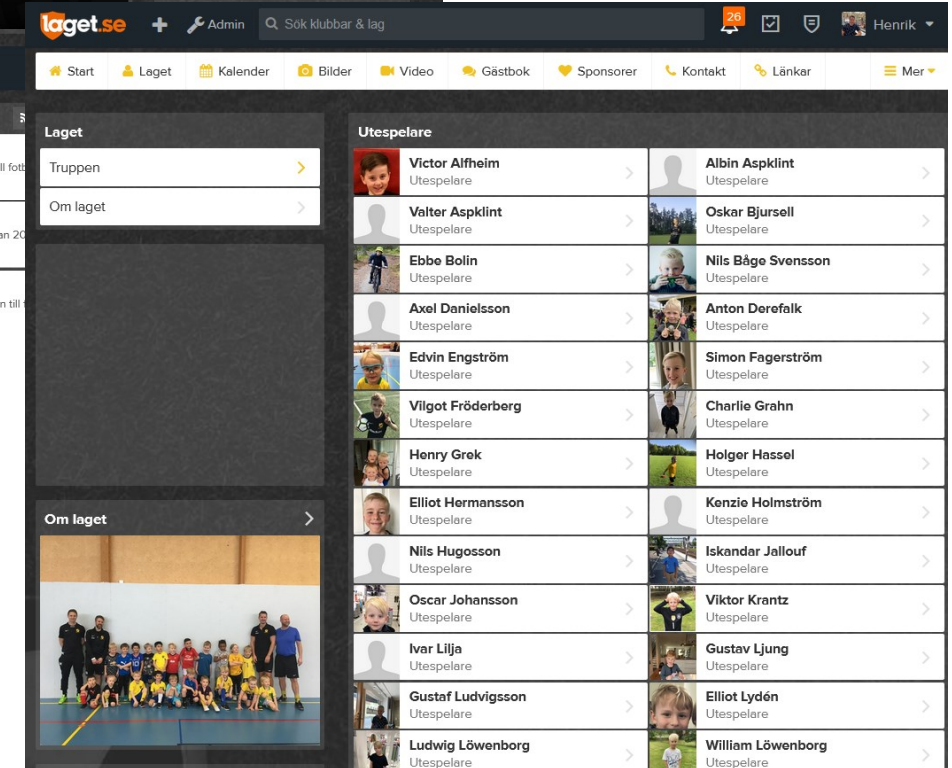 laget.se
Admin
Sök klubbar & lag
26
Henrik
Start
Laget
Kalender
Bilder
Video
Gästbok
Sponsorer
Kontakt
Länkar
Mer
ll fotb
an 20
n till f
Laget
Truppen
Om laget
Om laget
Utespelare
Victor Alfheim
Utespelare
Albin Aspklint
Utespelare
Valter Aspklint
Utespelare
Oskar Bjursell
Utespelare
Ebbe Bolin
Utespelare
Nils Båge Svensson
Utespelare
Axel Danielsson
Utespelare
Anton Derefalk
Utespelare
Edvin Engström
Utespelare
Simon Fagerström
Utespelare
Vilgot Fröderberg
Utespelare
Charlie Grahn
Utespelare
Henry Grek
Utespelare
Holger Hassel
Utespelare
Elliot Hermansson
Utespelare
Kenzie Holmström
Utespelare
Nils Hugosson
Utespelare
Iskandar Jallouf
Utespelare
Oscar Johansson
Utespelare
Viktor Krantz
Utespelare
Ivar Lilja
Utespelare
Gustav Ljung
Utespelare
Gustaf Ludvigsson
Utespelare
Elliot Lydén
Utespelare
Ludwig Löwenborg
Utespelare
William Löwenborg
Utespelare